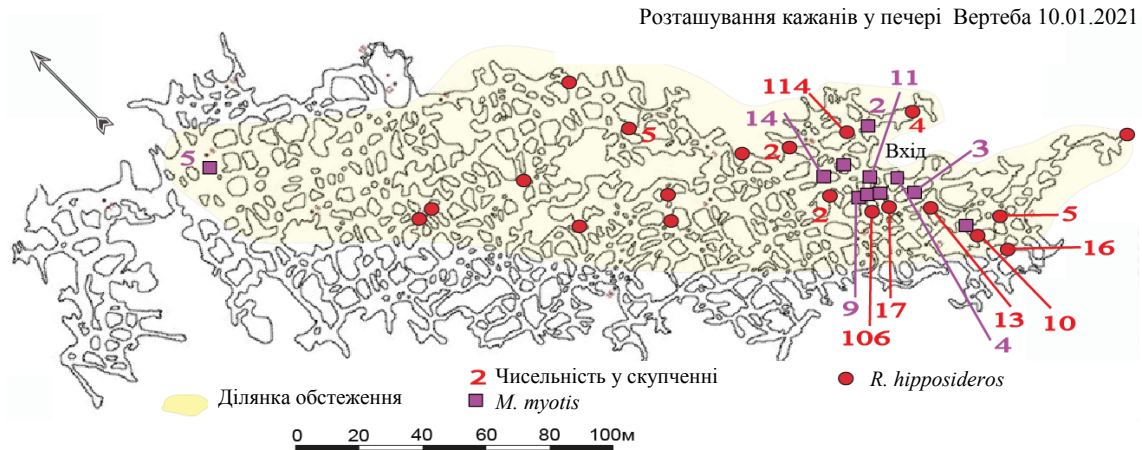 Розташування кажанів у печері Вертеба 10.01.2021
11
114
2
14
4
5
3
Вхід
2
5
2
5
16
9
17
13
10
106
4
2 Чисельність у скупченні
R. hipposideros
Ділянка обстеження
M. myotis
0 20 40 60 80 100м